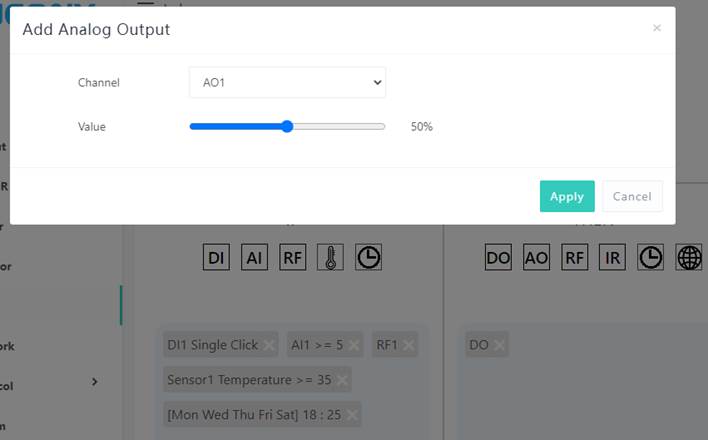 Add Analog Output ×
Channel AO1
Value 50%
Apply Cancel
DI AI RF DO AO RF IR
DI1 Single Click × AI1 >= 5 × RF1 × DO ×
Sensor1 Temperature >= 35 ×
[Mon Wed Thu Fri Sat] 18 : 25 ×